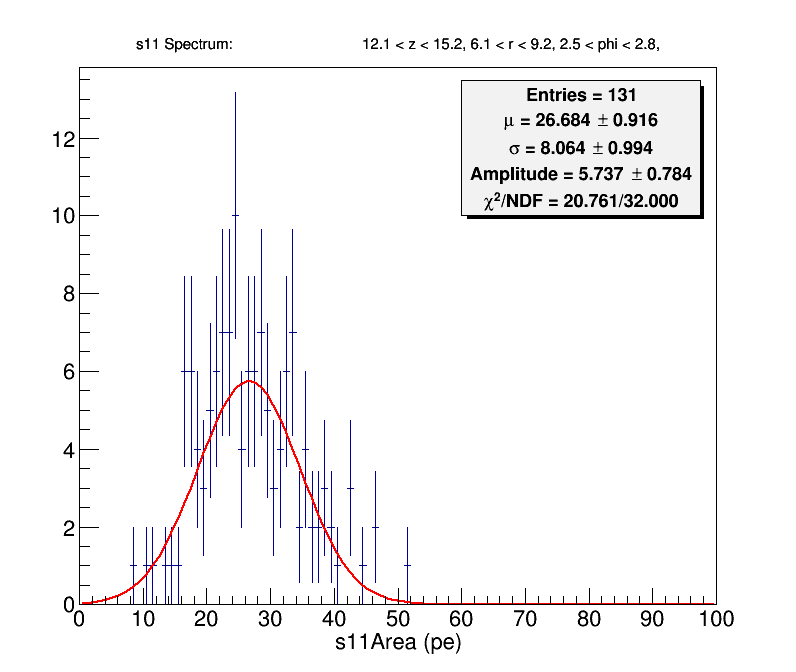 s11 Spectrum: 12.1 < z < 15.2, 6.1 < r < 9.2, 2.5 < phi < 2.8,
Entries = 131
μ = 26.684 ± 0.916
σ = 8.064 ± 0.994
Amplitude = 5.737 ± 0.784
χ²/NDF = 20.761/32.000
12
10
8
6
4
2
0
0 10 20 30 40 50 60 70 80 90 100
s11Area (pe)